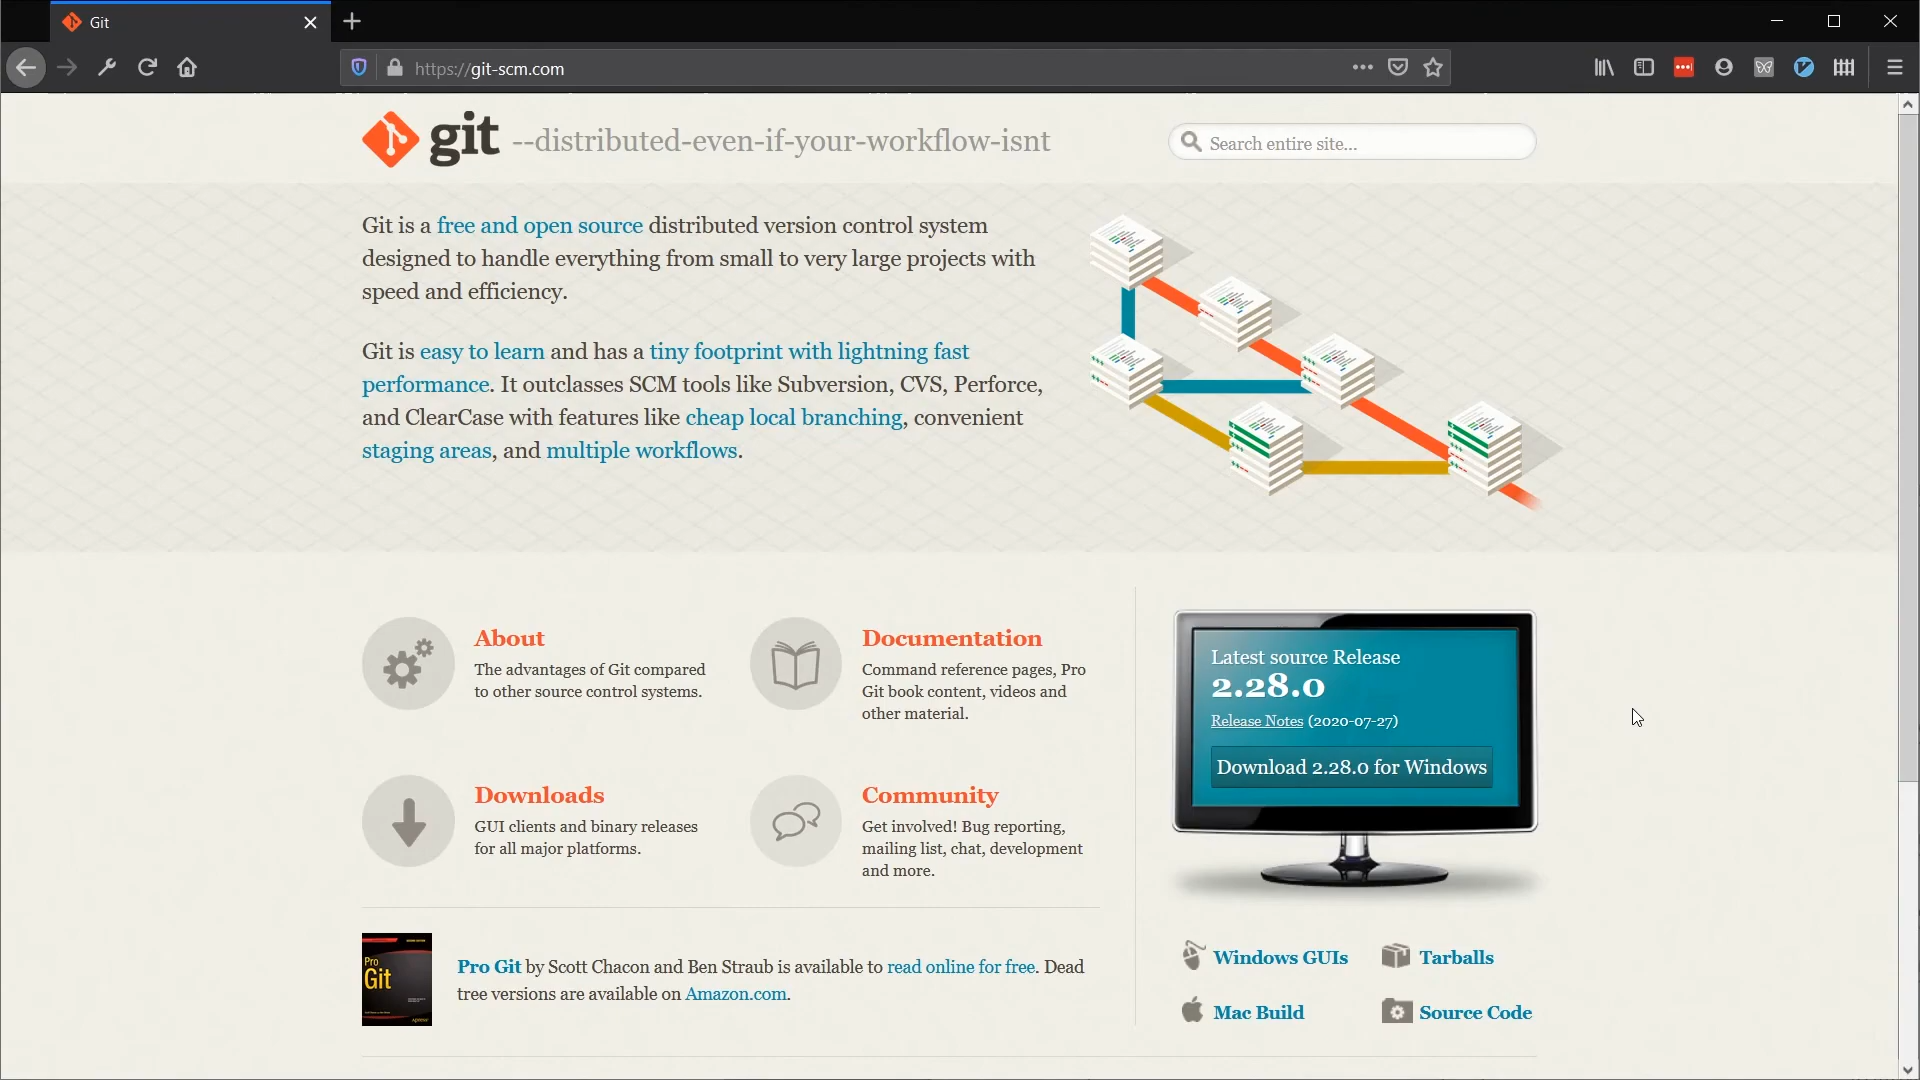 Git
https://git-scm.com
git --distributed-even-if-your-workflow-isnt
Search entire site...
Git is a free and open source distributed version control system
designed to handle everything from small to very large projects with
speed and efficiency.
Git is easy to learn and has a tiny footprint with lightning fast
performance. It outclasses SCM tools like Subversion, CVS, Perforce,
and ClearCase with features like cheap local branching, convenient
staging areas, and multiple workflows.
About
The advantages of Git compared
to other source control systems.
Documentation
Command reference pages, Pro
Git book content, videos and
other material.
Downloads
GUI clients and binary releases
for all major platforms.
Community
Get involved! Bug reporting,
mailing list, chat, development
and more.
Pro
Git
Pro Git by Scott Chacon and Ben Straub is available to read online for free. Dead
tree versions are available on Amazon.com.
Latest source Release
2.28.0
Release Notes (2020-07-27)
Download 2.28.0 for Windows
Windows GUIs
Tarballs
Mac Build
Source Code